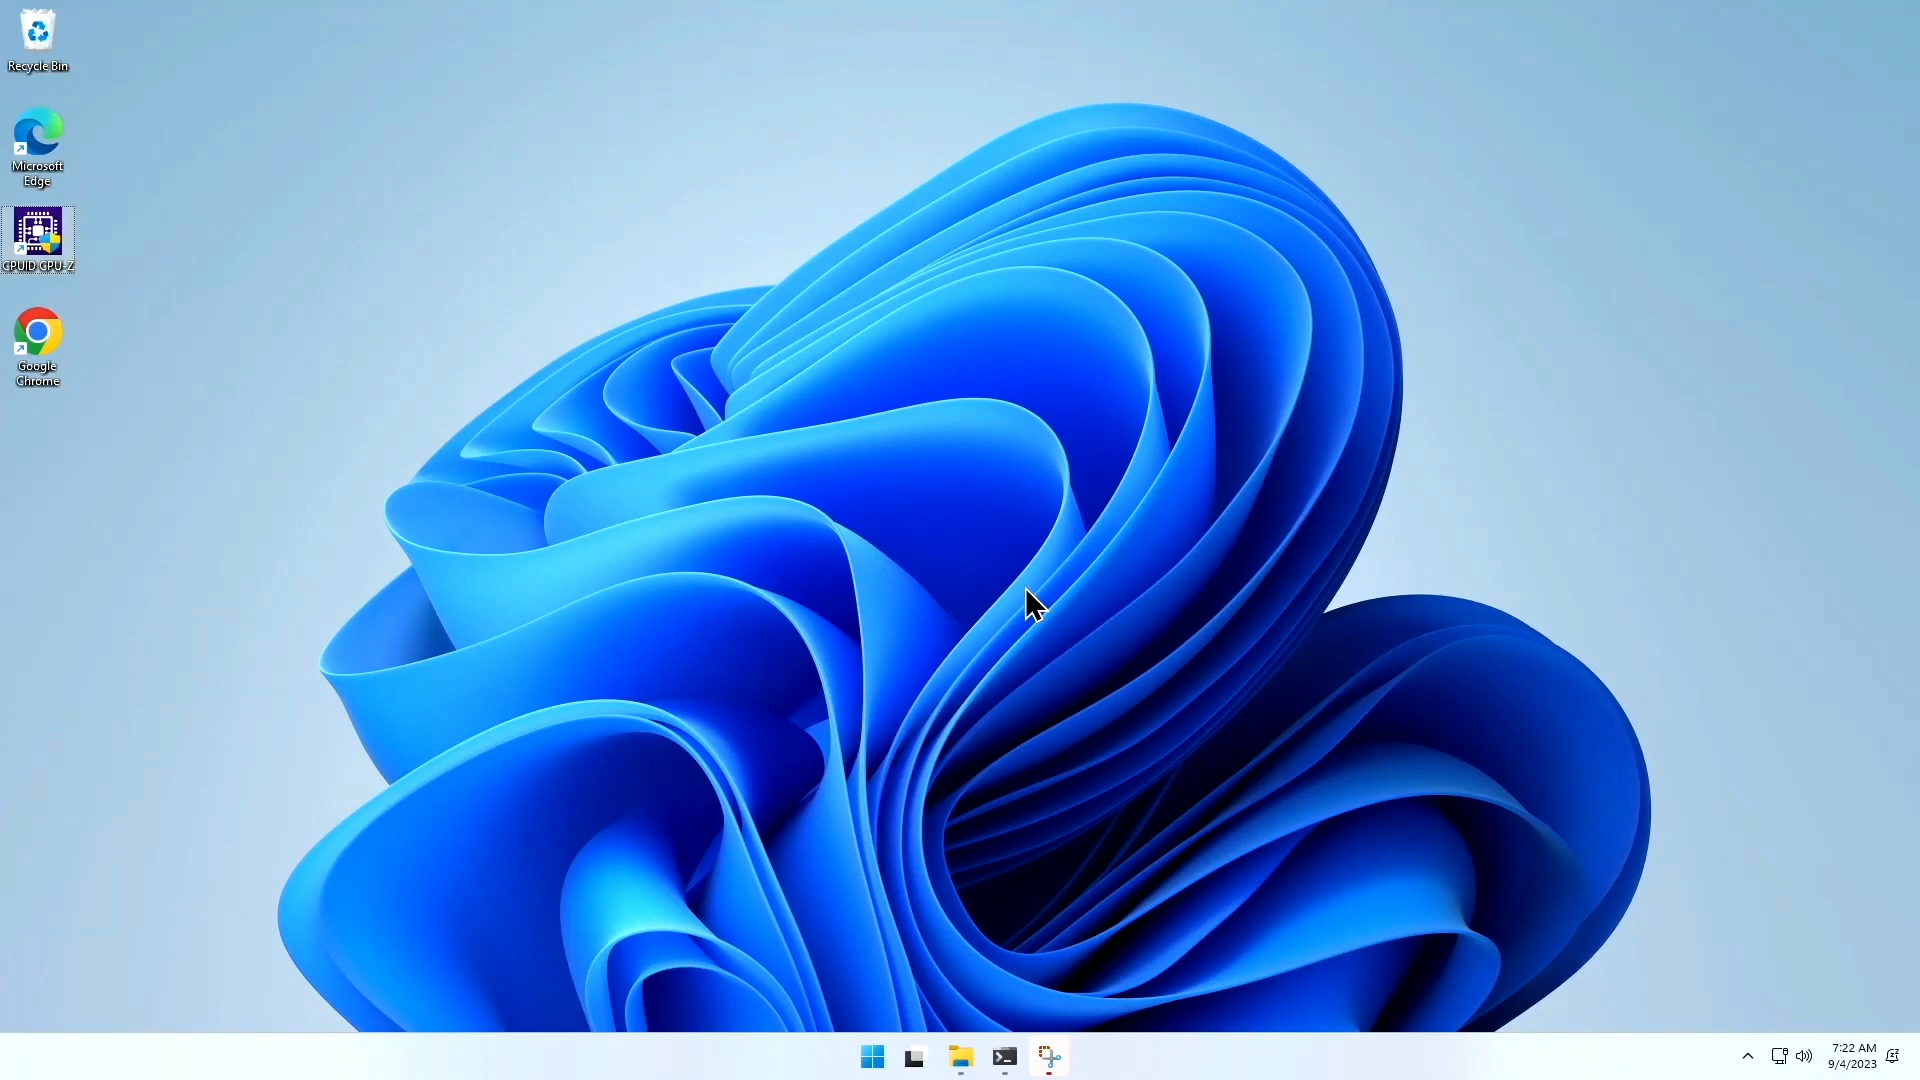 Recycle Bin
Microsoft
Edge
CPUID CPU-Z
Google
Chrome
7:22 AM
9/4/2023